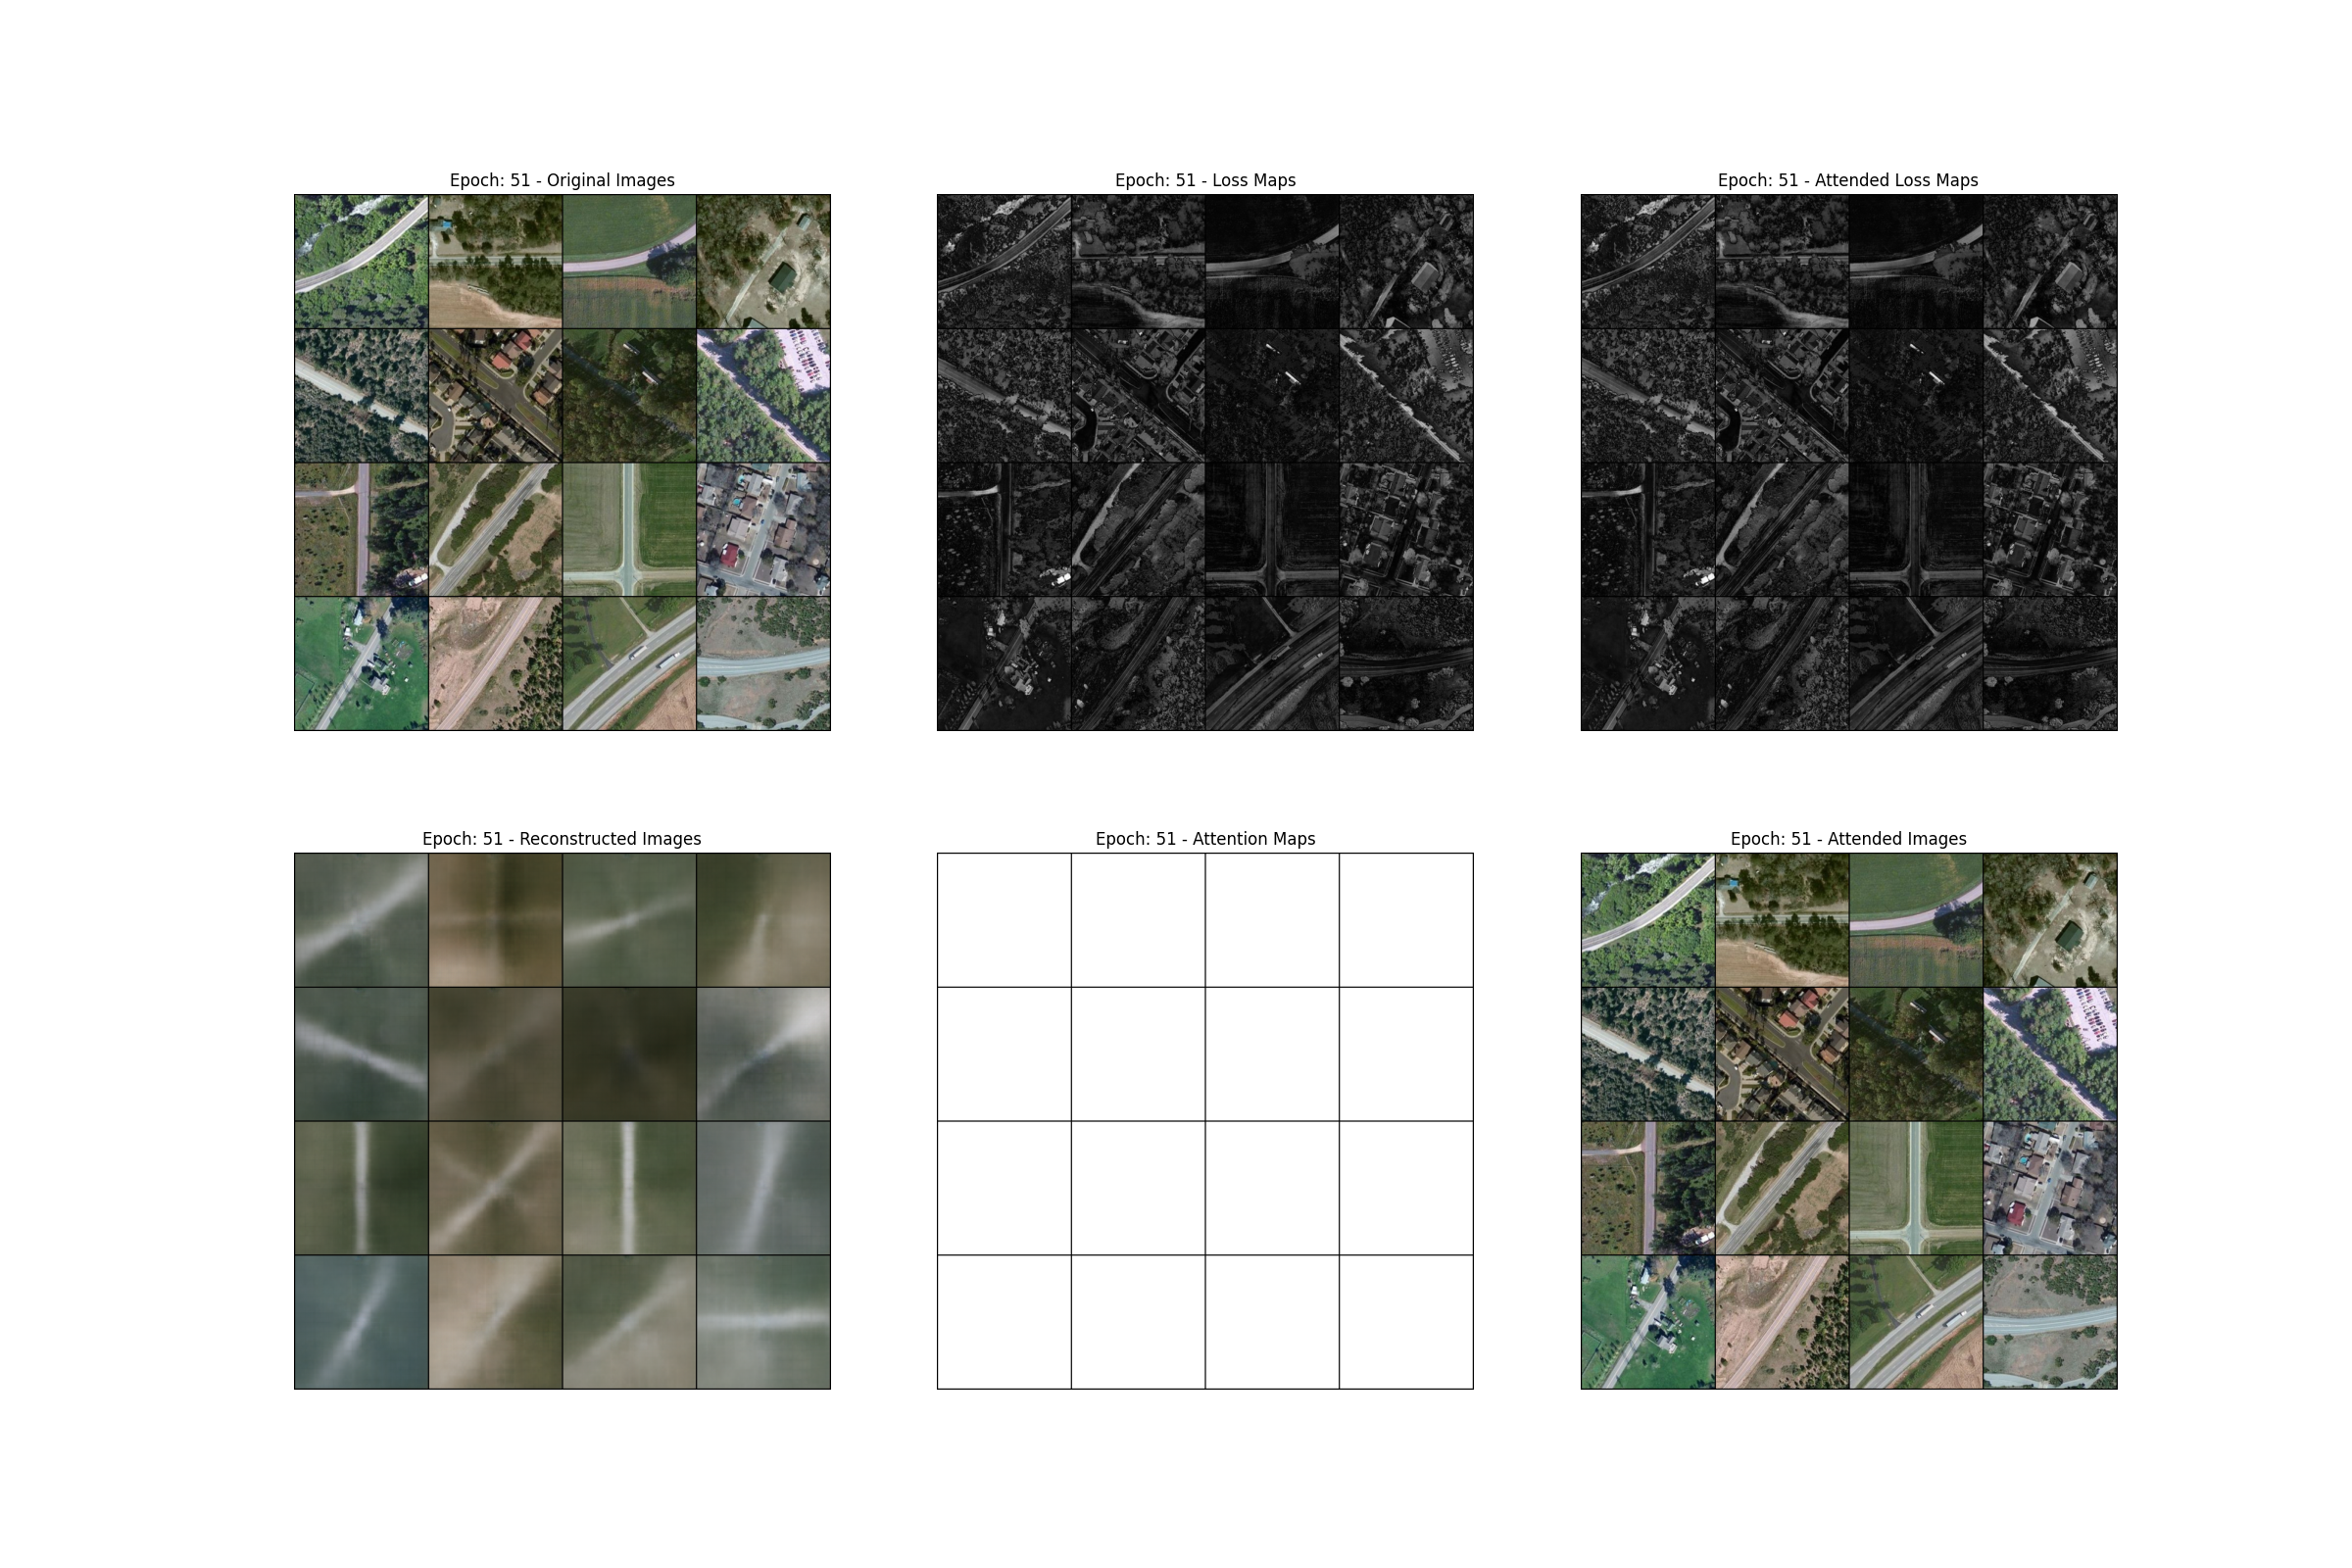 Epoch: 51 - Original Images
Epoch: 51 - Loss Maps
Epoch: 51 - Attended Loss Maps
Epoch: 51 - Reconstructed Images
Epoch: 51 - Attention Maps
Epoch: 51 - Attended Images